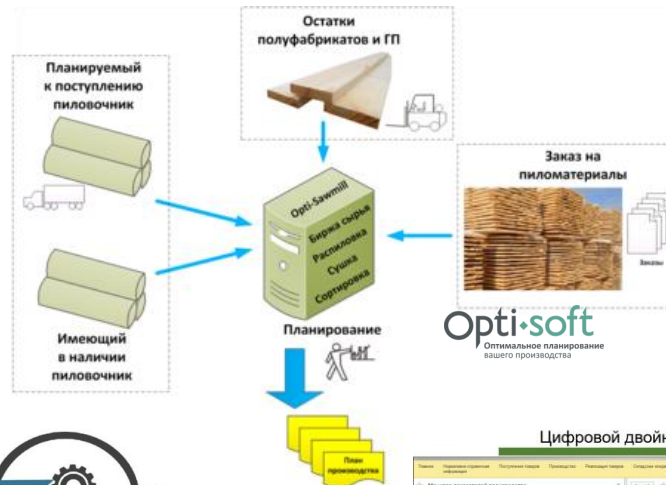 Остатки
полуфабрикатов и ГП
Планируемый
к поступлению
пиловочник
Заказ на
пиломатериалы
Заказы
Opti-Sawmill
Биржа сырья
Распиловка
Сушка
Сортировка
Планирование
Имеющий
в наличии
пиловочник
Opti•soft
Оптимальное планирование
вашего производства
План
производства
Цифровой двойн